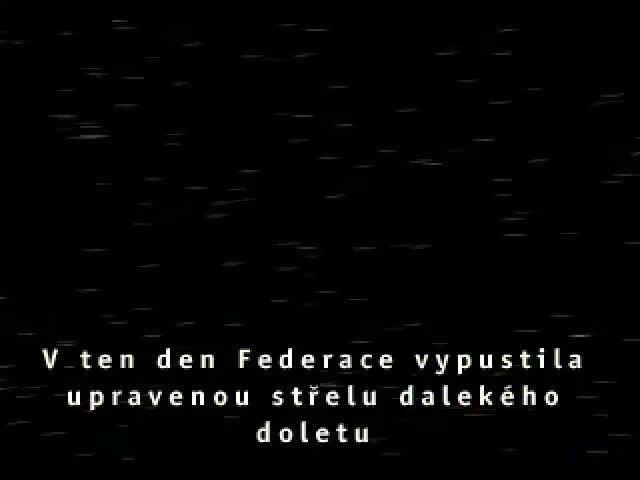 V ten den Federace vypustila
upravenou střelu dalekého
doletu